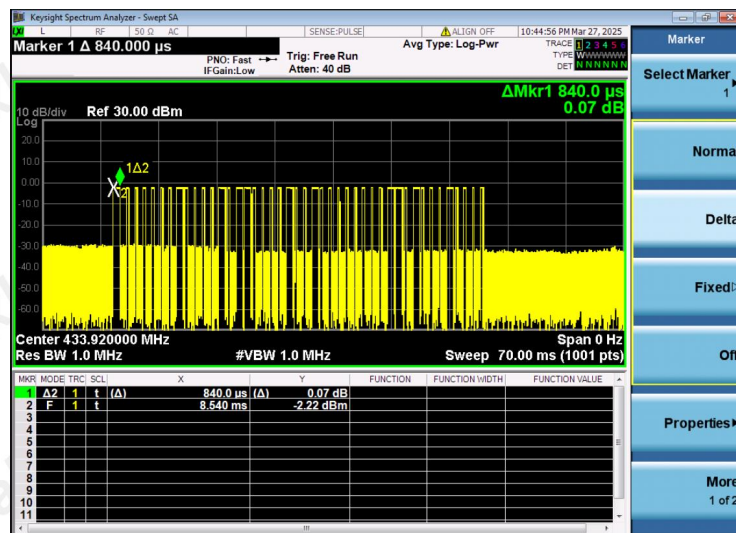 Keysight Spectrum Analyzer - Swept SA
L RF 50 Ω AC SENSE:PULSE ALIGN OFF 10:44:56 PM Mar 27, 2025
Marker 1 Δ 840.000 µs
PNO: Fast
IFGain:Low
Trig: Free Run
Atten: 40 dB
Avg Type: Log-Pwr
TRACE 1 2 3 4 5 6
TYPE WWWWWW
DET N N N N N N
ΔMkr1 840.0 µs
0.07 dB
10 dB/div Ref 30.00 dBm
Log
20.0
10.0
0.00
-10.0
-20.0
-30.0
-40.0
-50.0
-60.0
1Δ2
2
Center 433.920000 MHz Span 0 Hz
Res BW 1.0 MHz #VBW 1.0 MHz Sweep 70.00 ms (1001 pts)
MKR MODE TRC SCL X Y FUNCTION FUNCTION WIDTH FUNCTION VALUE
1 Δ2 1 t (Δ) 840.0 µs (Δ) 0.07 dB
2 F 1 t 8.540 ms -2.22 dBm
3
4
5
6
7
8
9
10
11
Marker
Select Marker
1
Norma
Delta
Fixed
Off
Properties
More
1 of 2